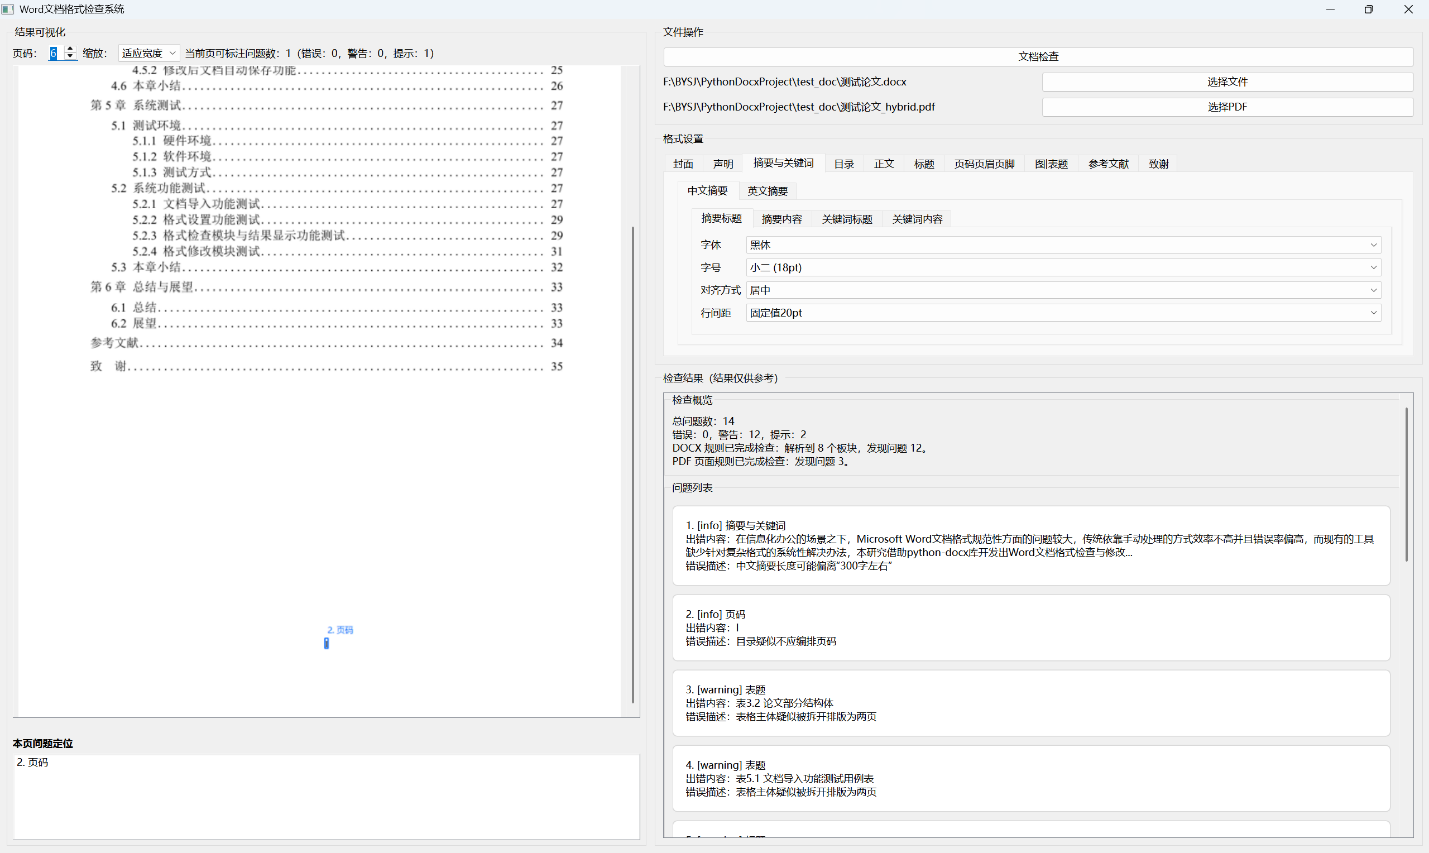 Word文档格式检查系统
结果可视化
页码： 6 缩放： 适应宽度 当前页可标注问题数：1（错误：0，警告：0，提示：1）
4.5.2 修改后文档自动保存功能 25
4.6 本章小结 26
第 5 章 系统测试 27
5.1 测试环境 27
5.1.1 硬件环境 27
5.1.2 软件环境 27
5.1.3 测试方式 27
5.2 系统功能测试 27
5.2.1 文档导入功能测试 27
5.2.2 格式设置功能测试 29
5.2.3 格式检查模块与结果显示功能测试 29
5.2.4 格式修改模块测试 31
5.3 本章小结 32
第 6 章 总结与展望 33
6.1 总结 33
6.2 展望 33
参考文献 34
致 谢 35
2. 页码
本页问题定位
2. 页码
文件操作
文档检查
F:\BYSJ\PythonDocxProject\test_doc\测试论文.docx 选择文件
F:\BYSJ\PythonDocxProject\test_doc\测试论文_hybrid.pdf 选择PDF
格式设置
封面 声明 摘要与关键词 目录 正文 标题 页码页眉页脚 图|表题 参考文献 致谢
中文摘要 英文摘要
摘要标题 摘要内容 关键词标题 关键词内容
字体 黑体
字号 小二 (18pt)
对齐方式 居中
行间距 固定值20pt
检查结果（结果仅供参考）
检查概览
总问题数：14
错误：0，警告：12，提示：2
DOCX 规则已完成检查：解析到 8 个板块，发现问题 12。
PDF 页面规则已完成检查：发现问题 3。
问题列表
1. [info] 摘要与关键词
出错内容：在信息化办公的场景之下，Microsoft Word文档格式规范性方面的问题较大，传统依靠手动处理的方式效率不高并且错误率偏高，而现有的工具
缺少针对复杂格式的系统性解决办法，本研究借助python-docx库开发出Word文档格式检查与修改...
错误描述：中文摘要长度可能偏离“300字左右”
2. [info] 页码
出错内容：I
错误描述：目录疑似不应编排页码
3. [warning] 表题
出错内容：表3.2 论文部分结构体
错误描述：表格主体疑似被拆开排版为两页
4. [warning] 表题
出错内容：表5.1 文档导入功能测试用例表
错误描述：表格主体疑似被拆开排版为两页